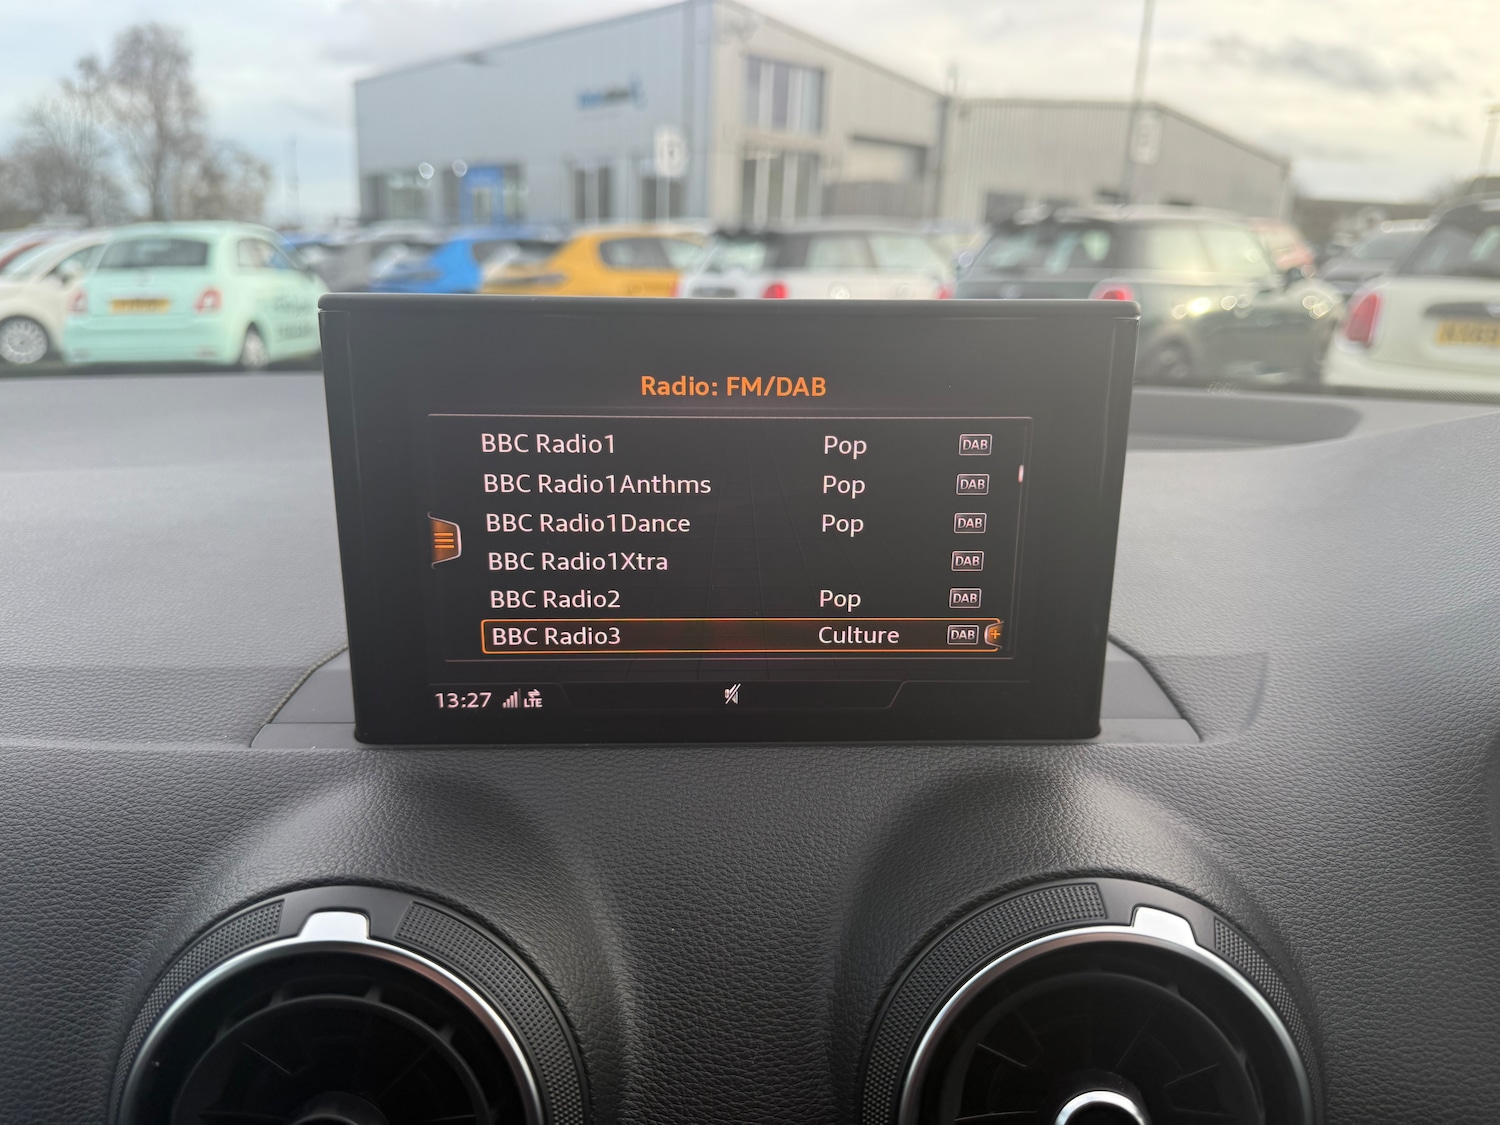 Radio: FM/DAB
BBC Radio1 Pop DAB
BBC Radio1Anthms Pop DAB
BBC Radio1Dance Pop DAB
BBC Radio1Xtra DAB
BBC Radio2 Pop DAB
BBC Radio3 Culture DAB +
13:27 LTE